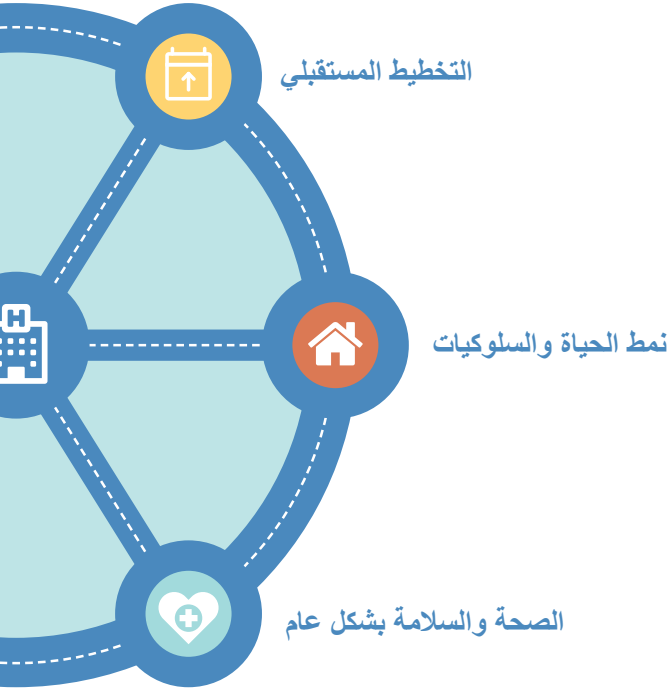 التخطيط المستقبلي
نمط الحياة والسلوكيات
الصحة والسلامة بشكل عام